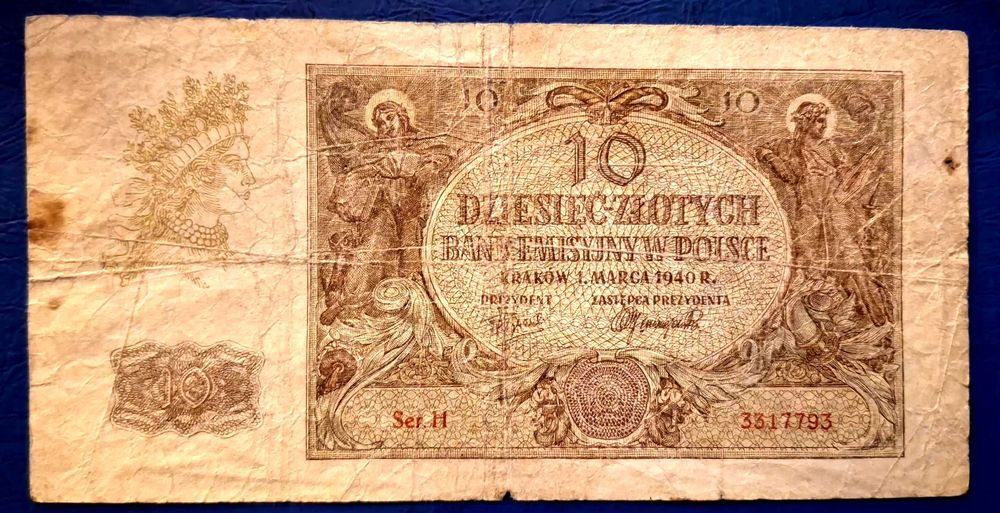 10 10
10
DZIESIĘĆ·ZŁOTYCH
BANK EMISYJNY W POLSCE
KRAKÓW 1. MARCA 1940 R.
PREZYDENT ZASTĘPCA PREZYDENTA
10
Ser. H 3317793